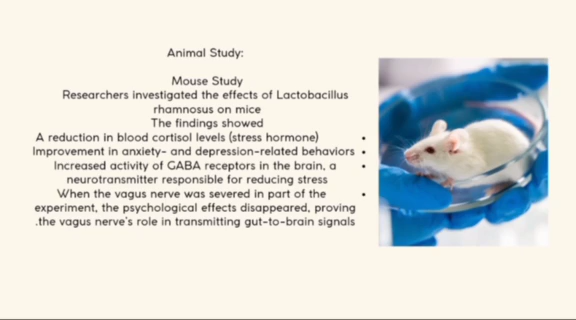 Animal Study:
Mouse Study
Researchers investigated the effects of Lactobacillus
rhamnosus on mice
The findings showed
A reduction in blood cortisol levels (stress hormone) •
Improvement in anxiety- and depression-related behaviors •
Increased activity of GABA receptors in the brain, a •
neurotransmitter responsible for reducing stress
When the vagus nerve was severed in part of the •
experiment, the psychological effects disappeared, proving
.the vagus nerve's role in transmitting gut-to-brain signals